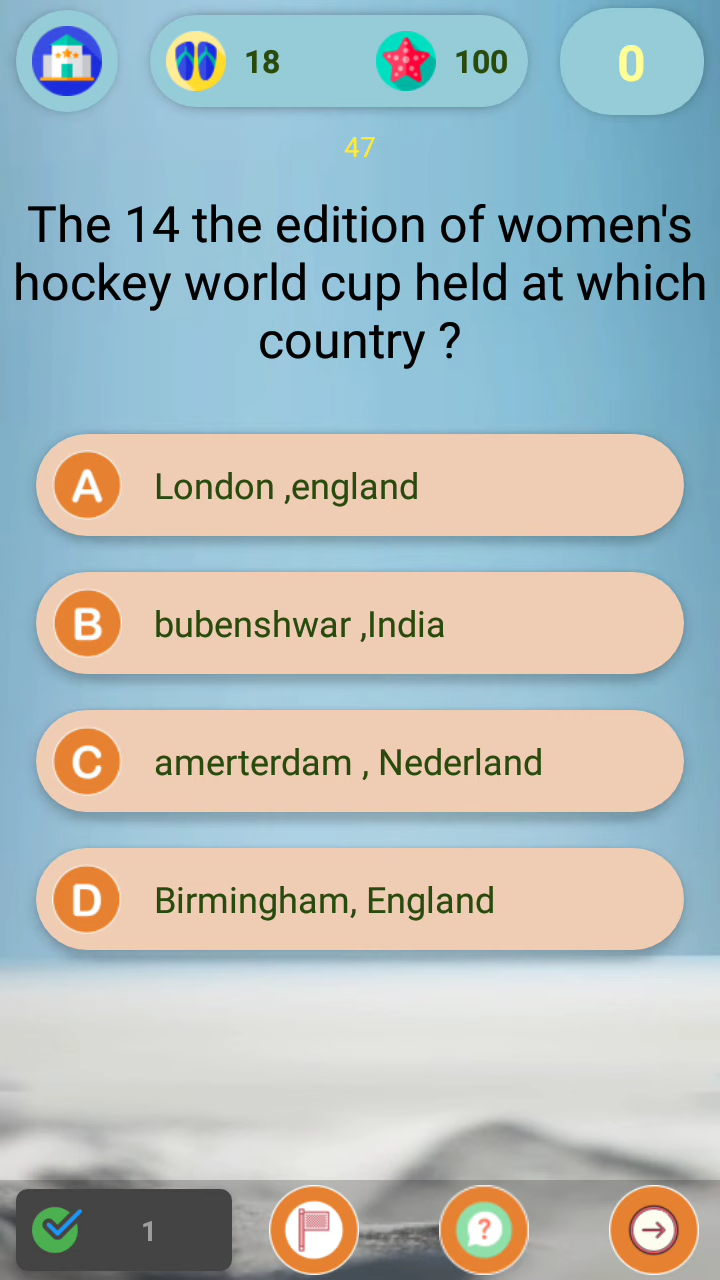 18
100
0
47
The 14 the edition of women's
hockey world cup held at which
country ?
A London ,england
B bubenshwar ,India
C amerterdam , Nederland
D Birmingham, England
1
?